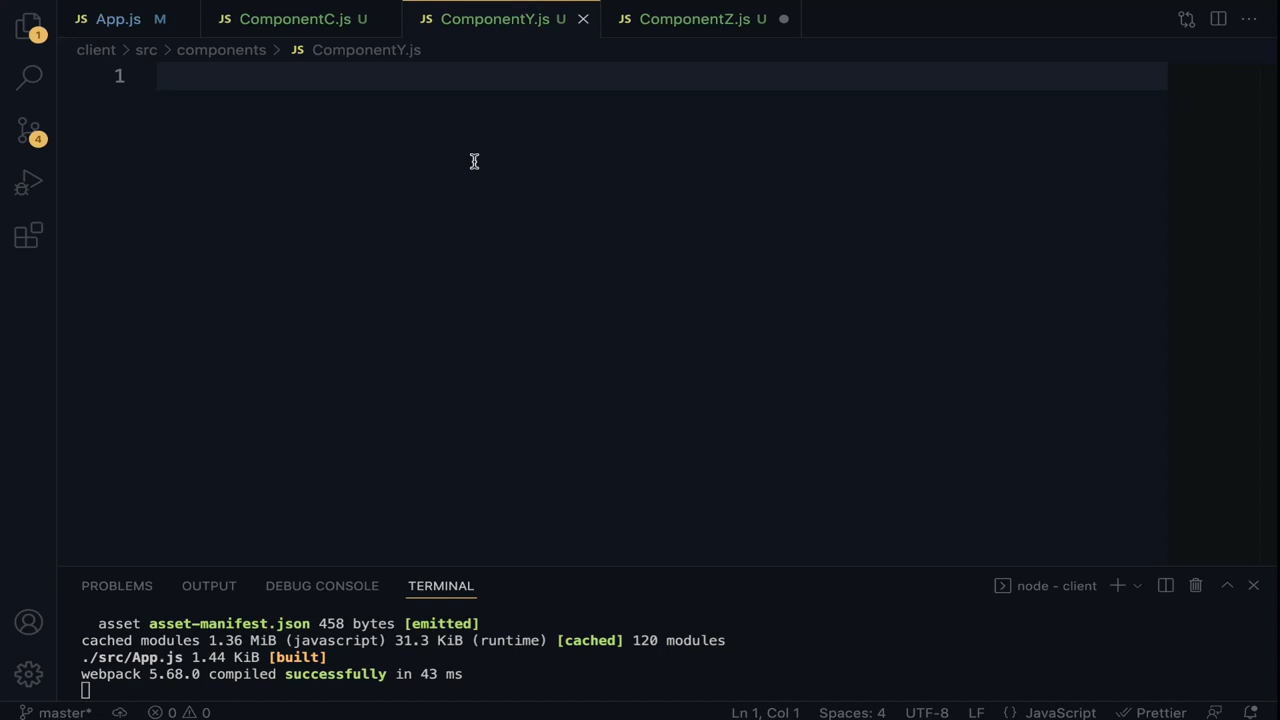 1
JS App.js M
JS ComponentC.js U
JS ComponentY.js U
JS ComponentZ.js U
client > src > components > JS ComponentY.js
1
4
PROBLEMS OUTPUT DEBUG CONSOLE TERMINAL
node - client
asset asset-manifest.json 458 bytes [emitted]
cached modules 1.36 MiB (javascript) 31.3 KiB (runtime) [cached] 120 modules
./src/App.js 1.44 KiB [built]
webpack 5.68.0 compiled successfully in 43 ms
master* 0 0 Ln 1, Col 1 Spaces: 4 UTF-8 LF {} JavaScript Prettier